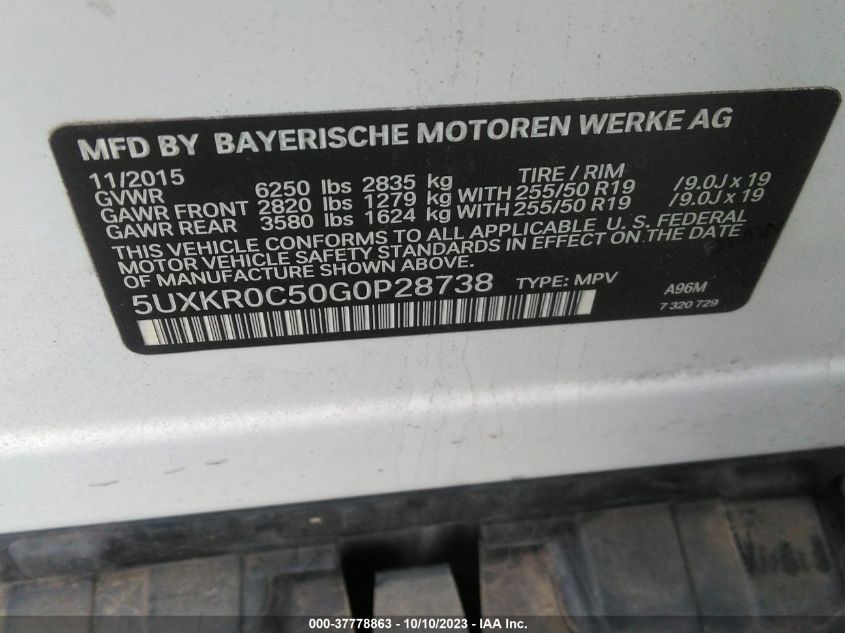 MFD BY BAYERISCHE MOTOREN WERKE AG
11/2015 TIRE / RIM
GVWR 6250 lbs 2835 kg
GAWR FRONT 2820 lbs 1279 kg WITH 255/50 R19 /9.0J x 19
GAWR REAR 3580 lbs 1624 kg WITH 255/50 R19 /9.0J x 19
THIS VEHICLE CONFORMS TO ALL APPLICABLE U. S. FEDERAL
MOTOR VEHICLE SAFETY STANDARDS IN EFFECT ON THE DATE
OF MANUFACTURE SHOWN ABOVE.
5UXKR0C50G0P28738 TYPE: MPV A96M
7 320 729
000-37778863 - 10/10/2023 - IAA Inc.